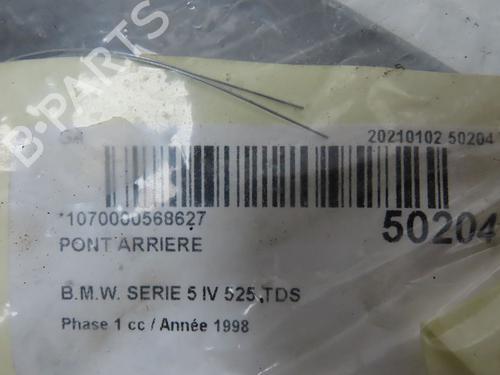 B-PARTS
20210102 50204
*1070000568627
50204
PONT ARRIERE
B.M.W. SERIE 5 IV 525,TDS
Phase 1 cc / Année 1998